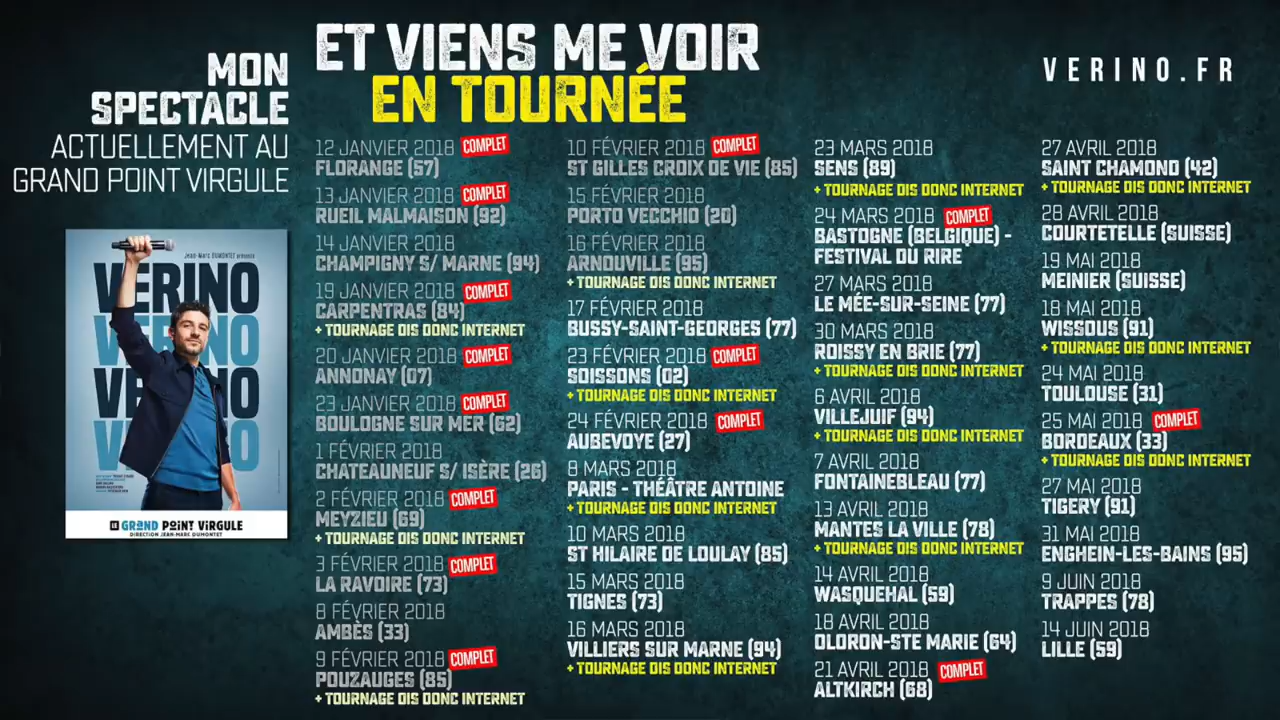 MON
SPECTACLE
ACTUELLEMENT AU
GRAND POINT VIRGULE
Jean-Marc DUMONTET présente
VERINO
VERINO
VERINO
VERINO
LE GRAND POINT VIRGULE
DIRECTION JEAN-MARC DUMONTET
ET VIENS ME VOIR
EN TOURNÉE
VERINO.FR
12 JANVIER 2018 COMPLET
FLORANGE (57)
13 JANVIER 2018 COMPLET
RUEIL MALMAISON (92)
14 JANVIER 2018
CHAMPIGNY S/ MARNE (94)
19 JANVIER 2018 COMPLET
CARPENTRAS (84)
+ TOURNAGE DIS DONC INTERNET
20 JANVIER 2018 COMPLET
ANNONAY (07)
23 JANVIER 2018 COMPLET
BOULOGNE SUR MER (62)
1 FÉVRIER 2018
CHATEAUNEUF S/ ISÈRE (26)
2 FÉVRIER 2018 COMPLET
MEYZIEU (69)
+ TOURNAGE DIS DONC INTERNET
3 FÉVRIER 2018 COMPLET
LA RAVOIRE (73)
8 FÉVRIER 2018
AMBÈS (33)
9 FÉVRIER 2018 COMPLET
POUZAUGES (85)
+ TOURNAGE DIS DONC INTERNET
10 FÉVRIER 2018 COMPLET
ST GILLES CROIX DE VIE (85)
15 FÉVRIER 2018
PORTO VECCHIO (20)
16 FÉVRIER 2018
ARNOUVILLE (95)
+ TOURNAGE DIS DONC INTERNET
17 FÉVRIER 2018
BUSSY-SAINT-GEORGES (77)
23 FÉVRIER 2018 COMPLET
SOISSONS (02)
+ TOURNAGE DIS DONC INTERNET
24 FÉVRIER 2018 COMPLET
AUBEVOYE (27)
8 MARS 2018
PARIS - THÉÂTRE ANTOINE
+ TOURNAGE DIS DONC INTERNET
10 MARS 2018
ST HILAIRE DE LOULAY (85)
15 MARS 2018
TIGNES (73)
16 MARS 2018
VILLIERS SUR MARNE (94)
+ TOURNAGE DIS DONC INTERNET
23 MARS 2018
SENS (89)
+ TOURNAGE DIS DONC INTERNET
24 MARS 2018 COMPLET
BASTOGNE (BELGIQUE) -
FESTIVAL DU RIRE
27 MARS 2018
LE MÉE-SUR-SEINE (77)
30 MARS 2018
ROISSY EN BRIE (77)
+ TOURNAGE DIS DONC INTERNET
6 AVRIL 2018
VILLEJUIF (94)
+ TOURNAGE DIS DONC INTERNET
7 AVRIL 2018
FONTAINEBLEAU (77)
13 AVRIL 2018
MANTES LA VILLE (78)
+ TOURNAGE DIS DONC INTERNET
14 AVRIL 2018
WASQUEHAL (59)
18 AVRIL 2018
OLORON-STE MARIE (64)
21 AVRIL 2018 COMPLET
ALTKIRCH (68)
27 AVRIL 2018
SAINT CHAMOND (42)
+ TOURNAGE DIS DONC INTERNET
28 AVRIL 2018
COURTETELLE (SUISSE)
19 MAI 2018
MEINIER (SUISSE)
18 MAI 2018
WISSOUS (91)
+ TOURNAGE DIS DONC INTERNET
24 MAI 2018
TOULOUSE (31)
25 MAI 2018 COMPLET
BORDEAUX (33)
+ TOURNAGE DIS DONC INTERNET
27 MAI 2018
TIGERY (91)
31 MAI 2018
ENGHEIN-LES-BAINS (95)
9 JUIN 2018
TRAPPES (78)
14 JUIN 2018
LILLE (59)